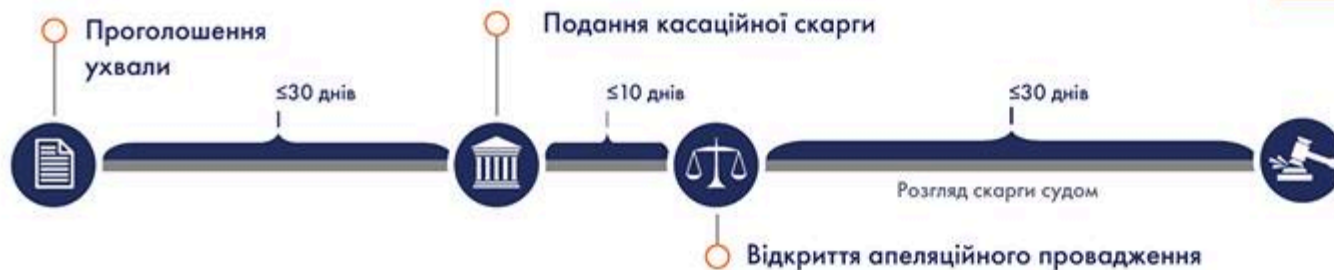 Проголошення
ухвали
Подання касаційної скарги
≤30 днів
≤10 днів
≤30 днів
Розгляд скарги судом
Відкриття апеляційного провадження